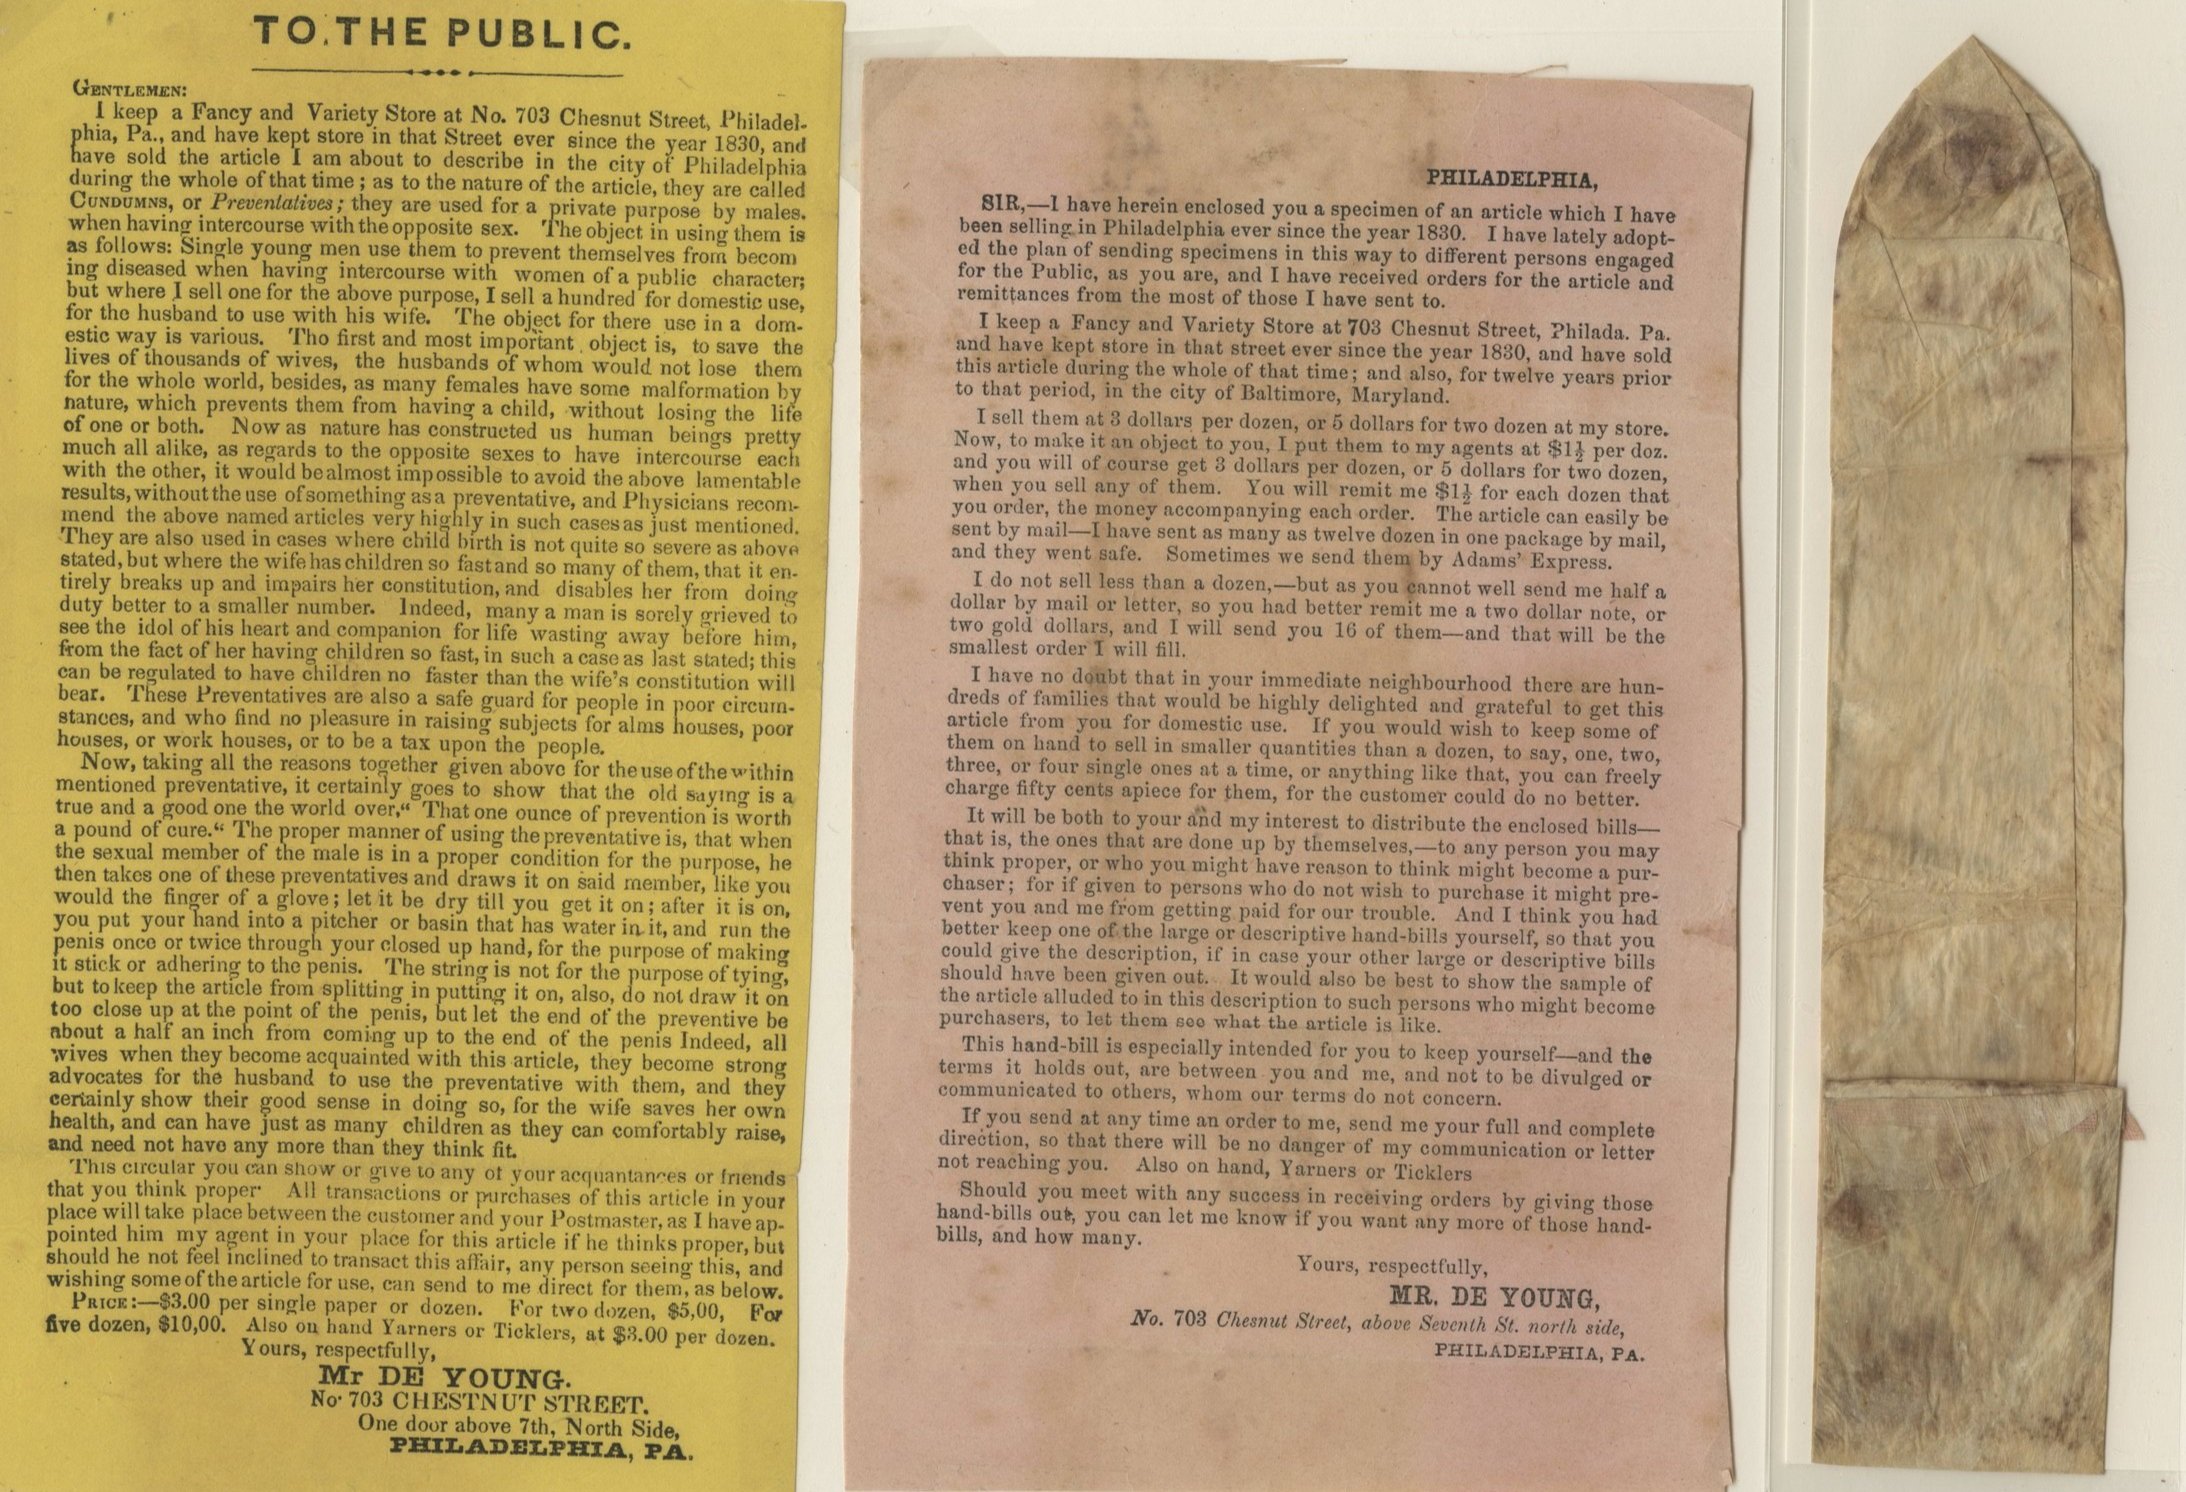 TO.THE PUBLIC.
GENTLEMEN:
I keep a Fancy and Variety Store at No. 703 Chesnut Street, Philadel-
phia, Pa., and have kept store in that Street ever since the year 1830, and
have sold the article I am about to describe in the city of Philadelphia
during the whole of that time; as to the nature of the article, they are called
CUNDUMNS, or Preventatives; they are used for a private purpose by males.
when having intercourse with the opposite sex. The object in using them is
as follows: Single young men use them to prevent themselves from becom
ing diseased when having intercourse with women of a public character;
but where I sell one for the above purpose, I sell a hundred for domestic use,
for the husband to use with his wife. The object for there use in a dom-
estic way is various. Tho first and most important object is, to save the
lives of thousands of wives, the husbands of whom would not lose them
for the whole world, besides, as many females have some malformation by
nature, which prevents them from having a child, without losing the life
of one or both. Now as nature has constructed us human beings pretty
much all alike, as regards to the opposite sexes to have intercourse each
with the other, it would be almost impossible to avoid the above lamentable
results, without the use of something as a preventative, and Physicians recom-
mend the above named articles very highly in such cases as just mentioned.
They are also used in cases where child birth is not quite so severe as above
stated, but where the wife has children so fast and so many of them, that it en-
tirely breaks up and impairs her constitution, and disables her from doing
duty better to a smaller number. Indeed, many a man is sorely grieved to
see the idol of his heart and companion for life wasting away before him,
from the fact of her having children so fast, in such a case as last stated; this
can be regulated to have children no faster than the wife's constitution will
bear. These Preventatives are also a safe guard for people in poor circum-
stances, and who find no pleasure in raising subjects for alms houses, poor
houses, or work houses, or to be a tax upon the people.
Now, taking all the reasons together given above for the use of the within
mentioned preventative, it certainly goes to show that the old saying is a
true and a good one the world over,“ That one ounce of prevention is worth
a pound of cure.“ The proper manner of using the preventative is, that when
the sexual member of the male is in a proper condition for the purpose, he
then takes one of these preventatives and draws it on said member, like you
would the finger of a glove; let it be dry till you get it on; after it is on,
you put your hand into a pitcher or basin that has water in it, and run the
penis once or twice through your closed up hand, for the purpose of making
it stick or adhering to the penis. The string is not for the purpose of tying,
but to keep the article from splitting in putting it on, also, do not draw it on
too close up at the point of the penis, but let the end of the preventive be
about a half an inch from coming up to the end of the penis Indeed, all
wives when they become acquainted with this article, they become strong
advocates for the husband to use the preventative with them, and they
certainly show their good sense in doing so, for the wife saves her own
health, and can have just as many children as they can comfortably raise,
and need not have any more than they think fit.
This circular you can show or give to any of your acquantances or friends
that you think proper· All transactions or purchases of this article in your
place will take place between the customer and your Postmaster, as I have ap-
pointed him my agent in your place for this article if he thinks proper, but
should he not feel inclined to transact this affair, any person seeing this, and
wishing some of the article for use, can send to me direct for them, as below.
PRICE:—$3.00 per single paper or dozen. For two dozen, $5,00, For
five dozen, $10,00. Also on hand Yarners or Ticklers, at $3.00 per dozen.
Yours, respectfully,
Mr DE YOUNG.
No· 703 CHESTNUT STREET.
One door above 7th, North Side,
PHILADELPHIA, PA.
PHILADELPHIA,
SIR,—I have herein enclosed you a specimen of an article which I have
been selling in Philadelphia ever since the year 1830. I have lately adopt-
ed the plan of sending specimens in this way to different persons engaged
for the Public, as you are, and I have received orders for the article and
remittances from the most of those I have sent to.
I keep a Fancy and Variety Store at 703 Chesnut Street, Philada. Pa.
and have kept store in that street ever since the year 1830, and have sold
this article during the whole of that time; and also, for twelve years prior
to that period, in the city of Baltimore, Maryland.
I sell them at 3 dollars per dozen, or 5 dollars for two dozen at my store.
Now, to make it an object to you, I put them to my agents at $1½ per doz.
and you will of course get 3 dollars per dozen, or 5 dollars for two dozen,
when you sell any of them. You will remit me $1½ for each dozen that
you order, the money accompanying each order. The article can easily be
sent by mail—I have sent as many as twelve dozen in one package by mail,
and they went safe. Sometimes we send them by Adams' Express.
I do not sell less than a dozen,—but as you cannot well send me half a
dollar by mail or letter, so you had better remit me a two dollar note, or
two gold dollars, and I will send you 16 of them—and that will be the
smallest order I will fill.
I have no doubt that in your immediate neighbourhood there are hun-
dreds of families that would be highly delighted and grateful to get this
article from you for domestic use. If you would wish to keep some of
them on hand to sell in smaller quantities than a dozen, to say, one, two,
three, or four single ones at a time, or anything like that, you can freely
charge fifty cents apiece for them, for the customer could do no better.
It will be both to your and my interest to distribute the enclosed bills—
that is, the ones that are done up by themselves,—to any person you may
think proper, or who you might have reason to think might become a pur-
chaser; for if given to persons who do not wish to purchase it might pre-
vent you and me from getting paid for our trouble. And I think you had
better keep one of the large or descriptive hand-bills yourself, so that you
could give the description, if in case your other large or descriptive bills
should have been given out. It would also be best to show the sample of
the article alluded to in this description to such persons who might become
purchasers, to let them see what the article is like.
This hand-bill is especially intended for you to keep yourself—and the
terms it holds out, are between you and me, and not to be divulged or
communicated to others, whom our terms do not concern.
If you send at any time an order to me, send me your full and complete
direction, so that there will be no danger of my communication or letter
not reaching you. Also on hand, Yarners or Ticklers
Should you meet with any success in receiving orders by giving those
hand-bills out, you can let me know if you want any more of those hand-
bills, and how many.
Yours, respectfully,
MR. DE YOUNG,
No. 703 Chesnut Street, above Seventh St. north side,
PHILADELPHIA, PA.